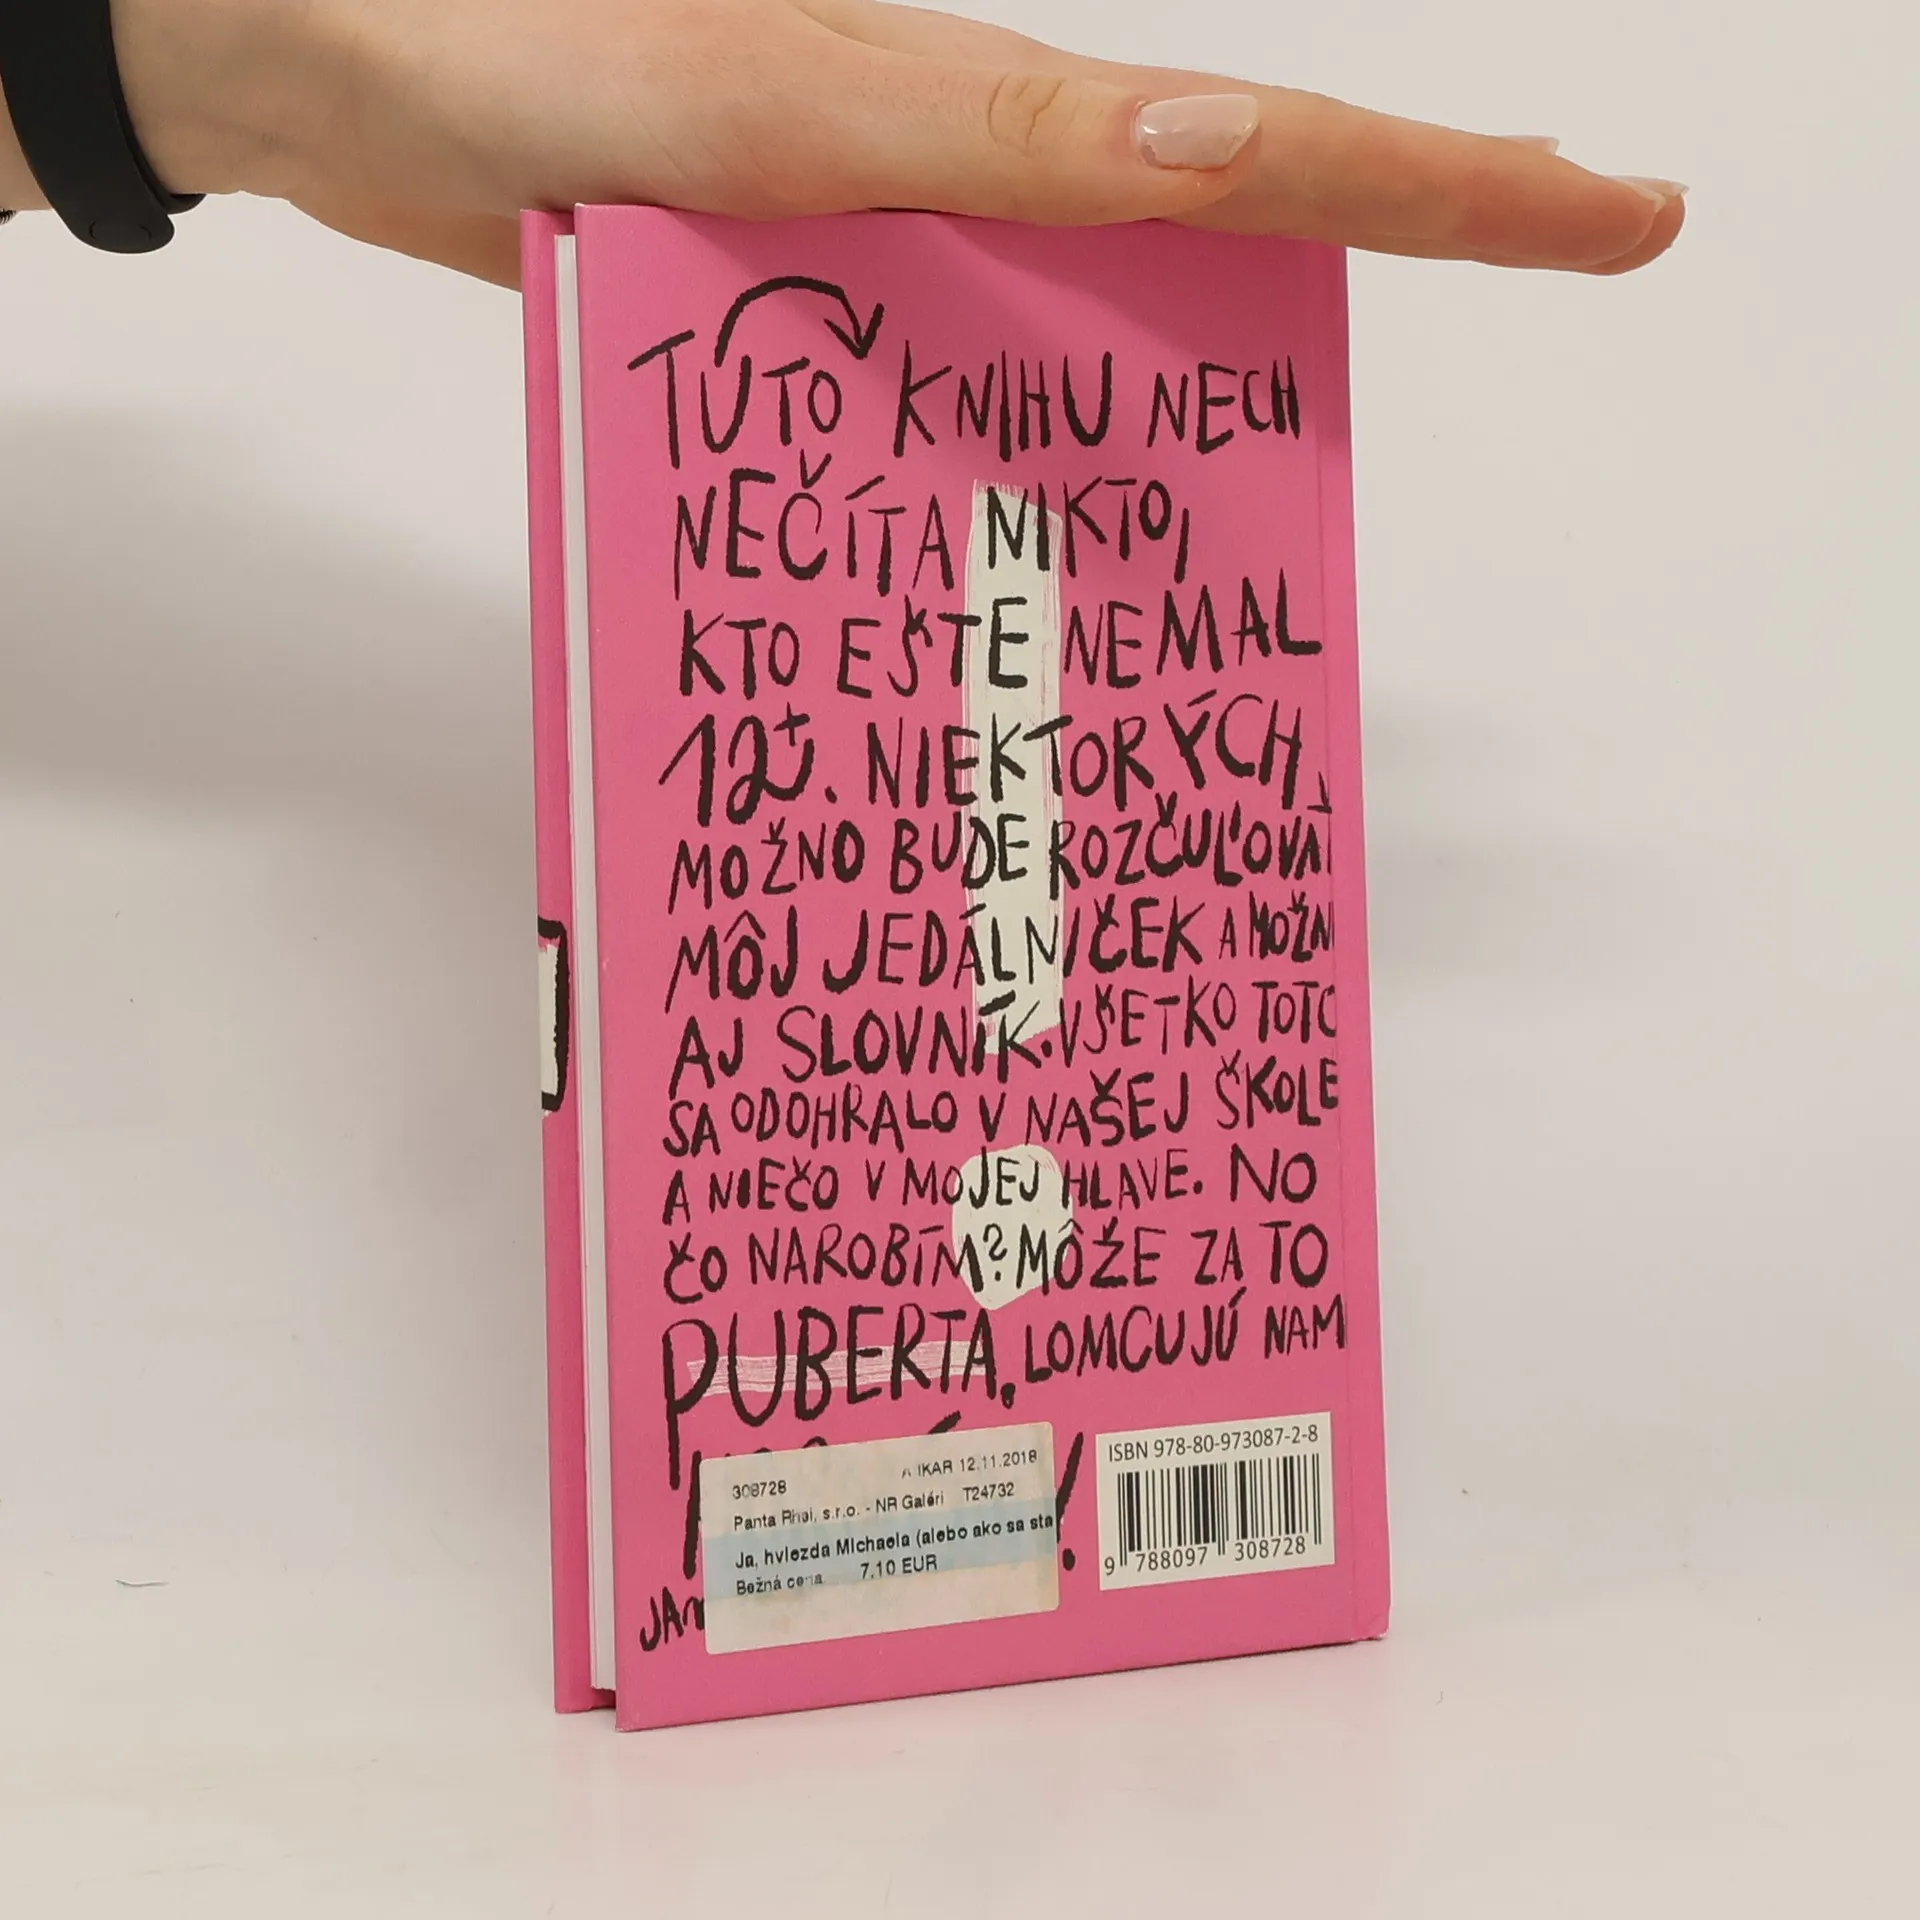 TUTO KNIHU NECH
NEČÍTA NIKTO,
KTO EŠTE NEMAL
12+. NIEKTORÝCH
MOŽNO BUDE ROZČUĽOVAŤ
MÔJ JEDÁLNIČEK A MOŽN
AJ SLOVNÍK. VŠETKO TOTO
SA ODOHRALO V NAŠEJ ŠKOLE
A NIEČO V MOJEJ HLAVE. NO
ČO NAROBÍM? MÔŽE ZA TO
PUBERTA. LOMCUJÚ NAM
!
JA
308728 IKAR 12.11.2018
Panta Rhei, s.r.o. - NR Galéri T24732
Ja, hviezda Michaela (alebo ako sa sta
Bežná cena 7.10 EUR
ISBN 978-80-973087-2-8
9 788097 308728